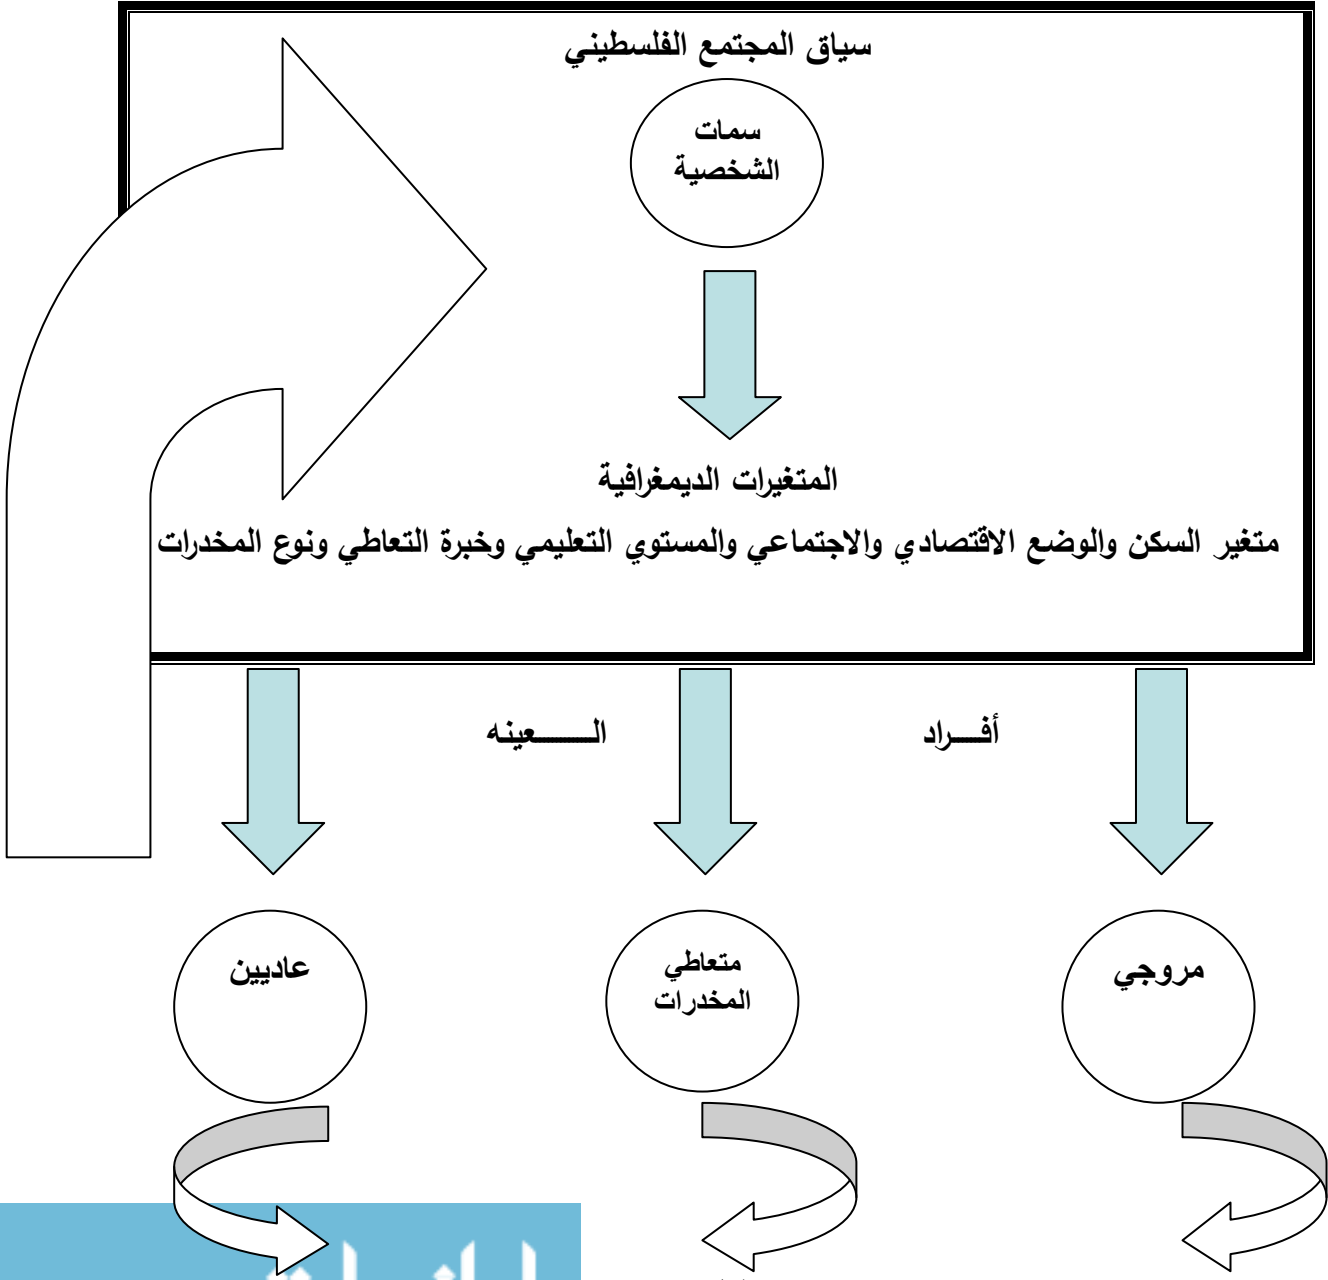 سياق المجتمع الفلسطيني
سمات
الشخصية
المتغيرات الديمغرافية
متغير السكن والوضع الاقتصادي والاجتماعي والمستوي التعليمي وخبرة التعاطي ونوع المخدرات
أفـــراد الـــــــعينه
مروجي
متعاطي
المخدرات
عاديين